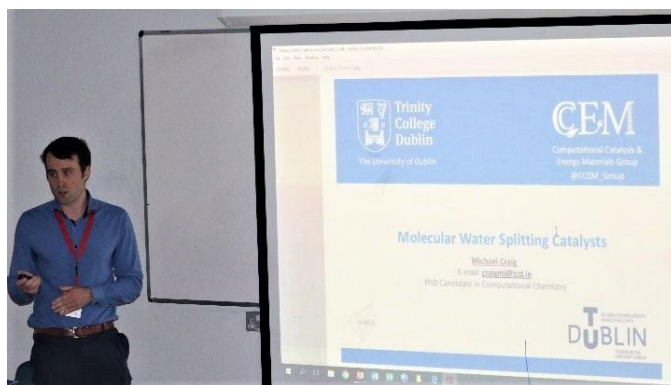 Trinity
College
Dublin
The University of Dublin
CCEM
Computational Catalysis &
Energy Materials Group
@CCEM_Group
Molecular Water Splitting Catalysts
Michael Craig
E-mail: craigmi@tcd.ie
PhD Candidate in Computational Chemistry
DUBLIN